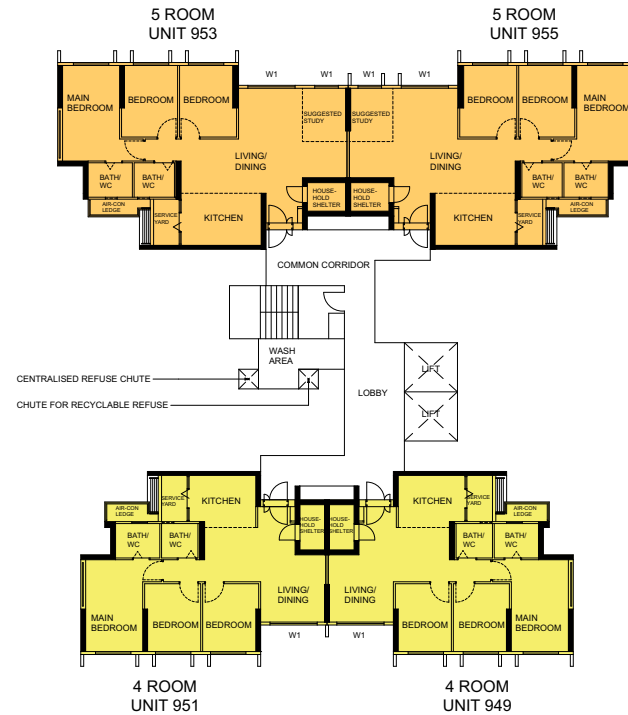 5 ROOM
UNIT 953
5 ROOM
UNIT 955
W1
W1
W1
W1
MAIN
BEDROOM
BEDROOM
BEDROOM
SUGGESTED
STUDY
SUGGESTED
STUDY
BEDROOM
BEDROOM
MAIN
BEDROOM
LIVING/
DINING
LIVING/
DINING
BATH/
WC
BATH/
WC
HOUSE-
HOLD
SHELTER
HOUSE-
HOLD
SHELTER
BATH/
WC
BATH/
WC
AIR-CON
LEDGE
SERVICE
YARD
KITCHEN
KITCHEN
SERVICE
YARD
AIR-CON
LEDGE
COMMON CORRIDOR
WASH
AREA
CENTRALISED REFUSE CHUTE
CHUTE FOR RECYCLABLE REFUSE
LOBBY
LIFT
LIFT
AIR-CON
LEDGE
SERVICE
YARD
KITCHEN
HOUSE-
HOLD
SHELTER
HOUSE-
HOLD
SHELTER
KITCHEN
SERVICE
YARD
AIR-CON
LEDGE
BATH/
WC
BATH/
WC
BATH/
WC
BATH/
WC
LIVING/
DINING
LIVING/
DINING
MAIN
BEDROOM
BEDROOM
BEDROOM
BEDROOM
BEDROOM
MAIN
BEDROOM
W1
W1
4 ROOM
UNIT 951
4 ROOM
UNIT 949